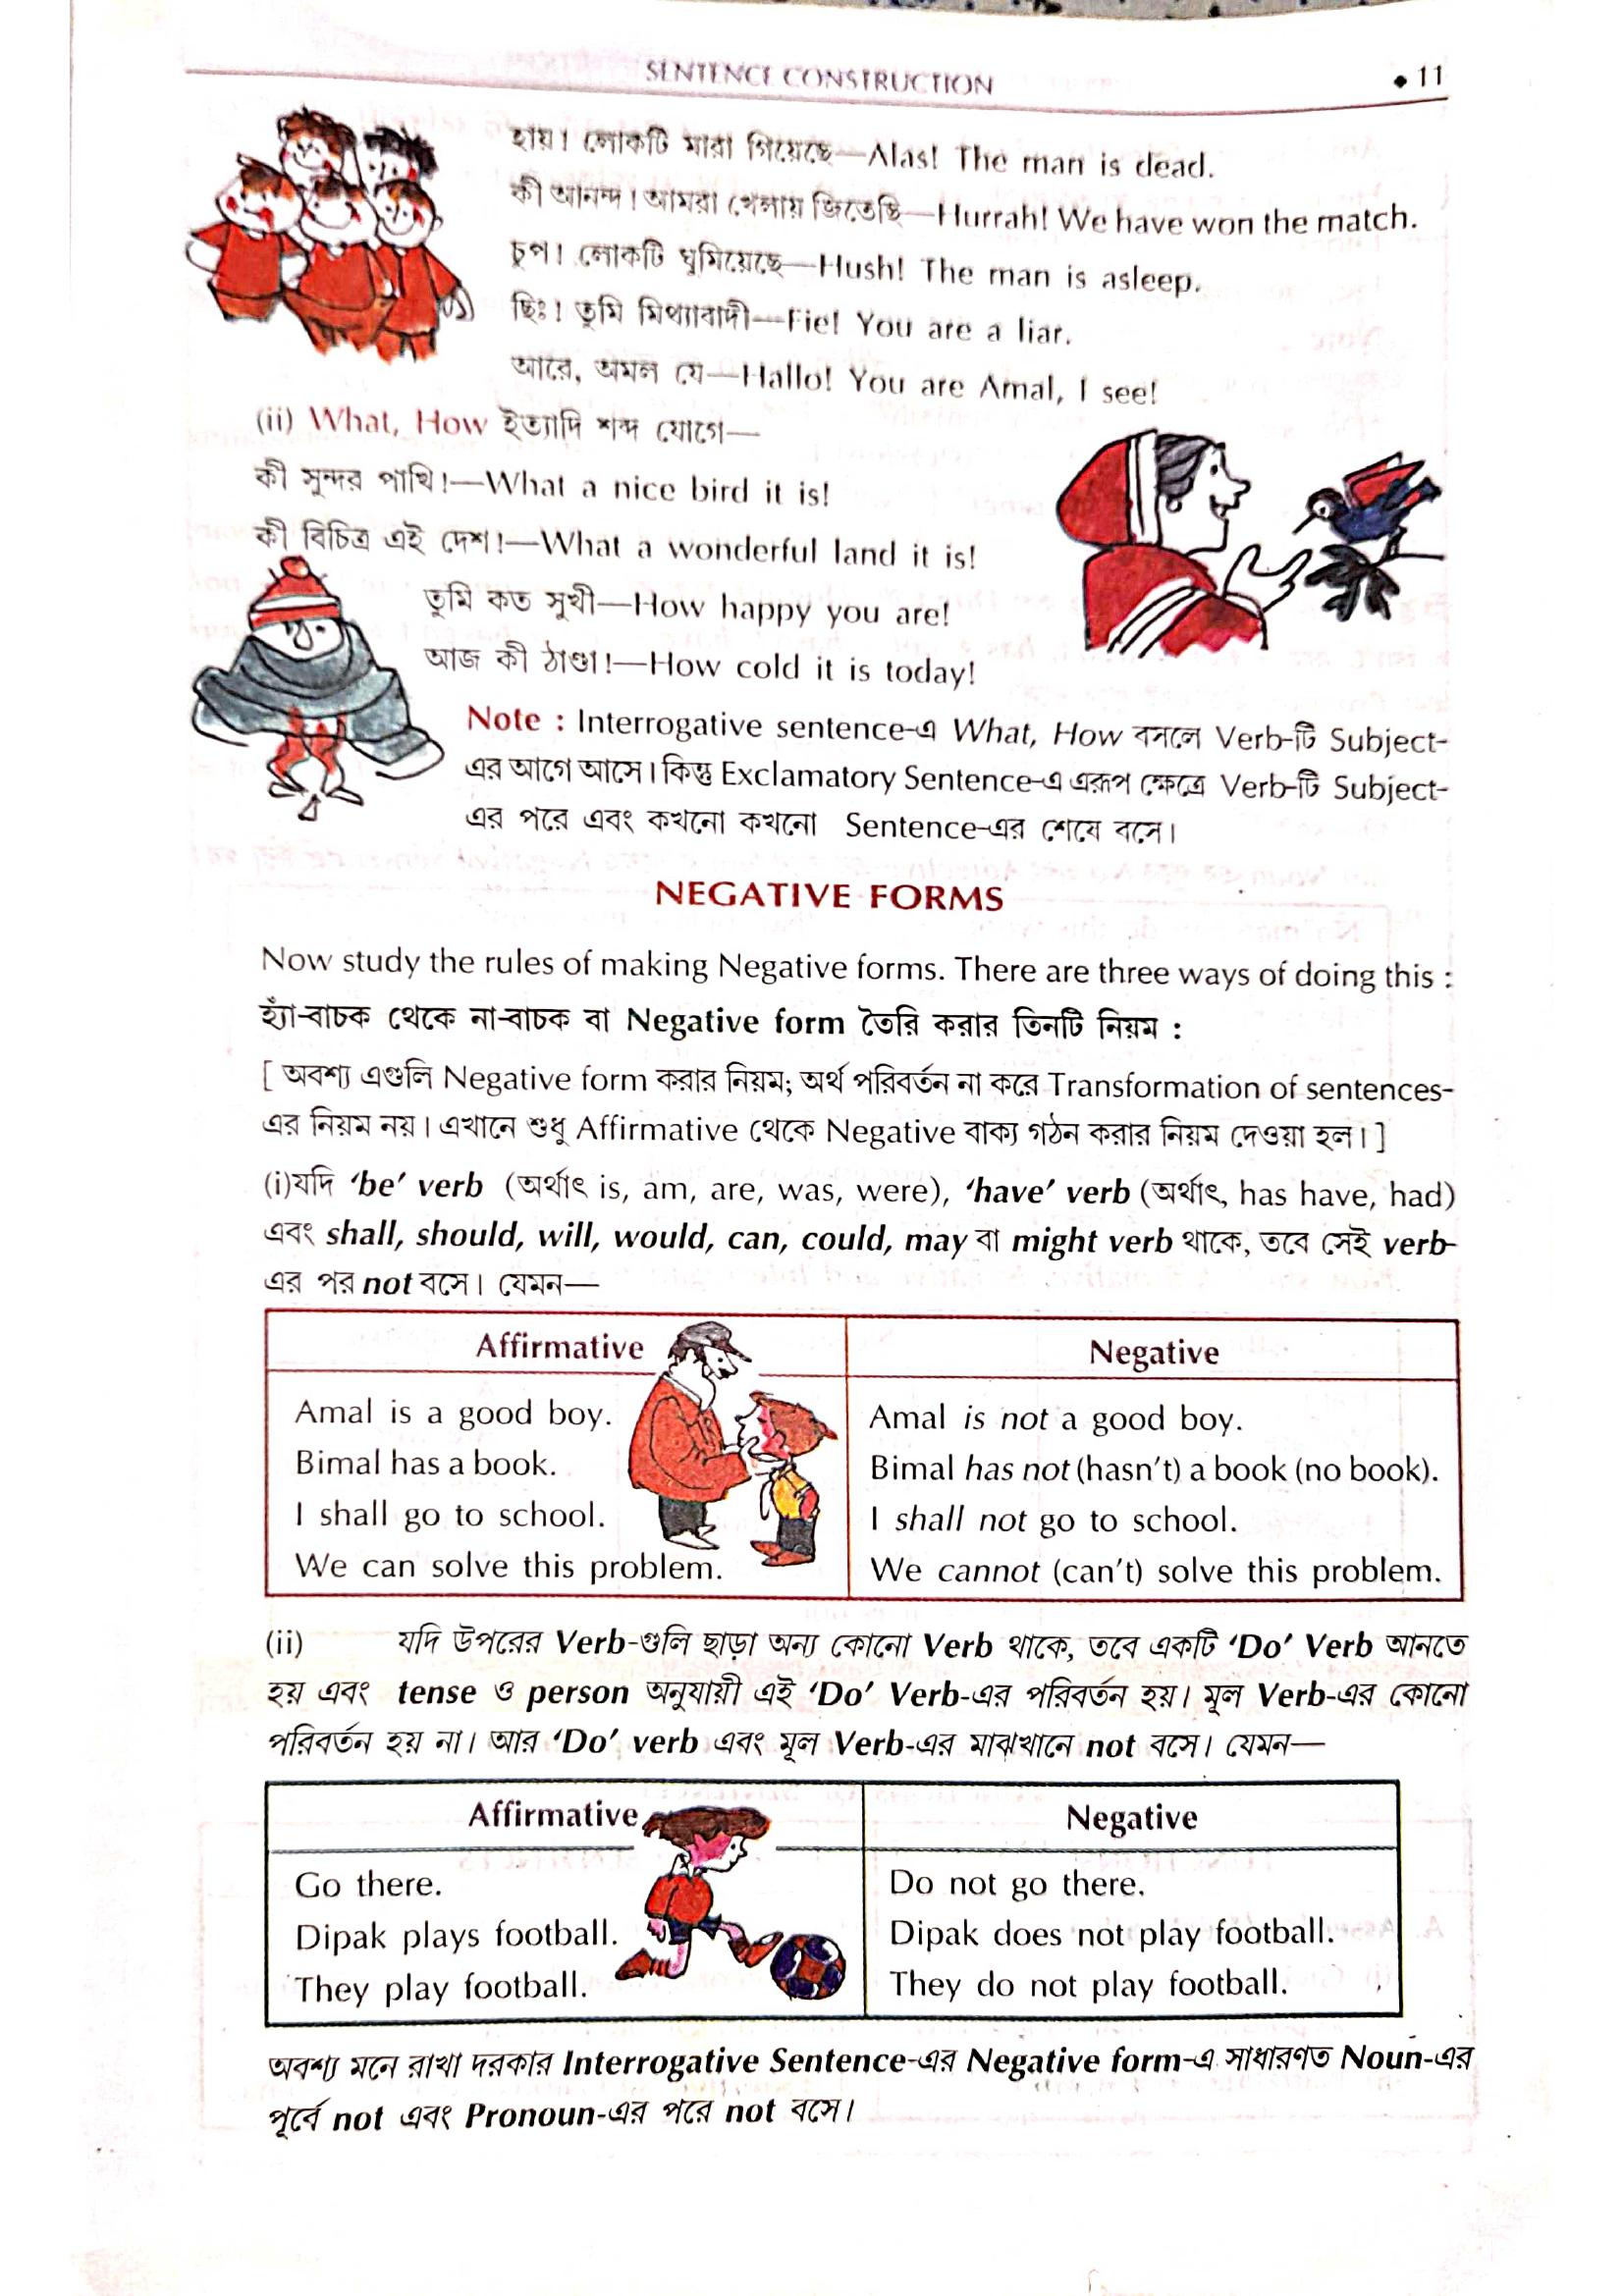 SENTENCE CONSTRUCTION
• 11
হায়! লোকটি মারা গিয়েছে—Alas! The man is dead.
কী আনন্দ! আমরা খেলায় জিতেছি—Hurrah! We have won the match.
চুপ! লোকটি ঘুমিয়েছে—Hush! The man is asleep.
ছিঃ! তুমি মিথ্যাবাদী—Fie! You are a liar.
আরে, অমল যে—Hallo! You are Amal, I see!
(ii) What, How ইত্যাদি শব্দ যোগে—
কী সুন্দর পাখি!—What a nice bird it is!
কী বিচিত্র এই দেশ!—What a wonderful land it is!
তুমি কত সুখী—How happy you are!
আজ কী ঠাণ্ডা!—How cold it is today!
Note : Interrogative sentence-এ What, How বসলে Verb-টি Subject-
এর আগে আসে। কিন্তু Exclamatory Sentence-এ এরূপ ক্ষেত্রে Verb-টি Subject-
এর পরে এবং কখনো কখনো Sentence-এর শেষে বসে।
NEGATIVE FORMS
Now study the rules of making Negative forms. There are three ways of doing this :
হ্যাঁ-বাচক থেকে না-বাচক বা Negative form তৈরি করার তিনটি নিয়ম :
[ অবশ্য এগুলি Negative form করার নিয়ম; অর্থ পরিবর্তন না করে Transformation of sentences-
এর নিয়ম নয়। এখানে শুধু Affirmative থেকে Negative বাক্য গঠন করার নিয়ম দেওয়া হল। ]
(i)যদি ‘be’ verb (অর্থাৎ is, am, are, was, were), ‘have’ verb (অর্থাৎ, has have, had)
এবং shall, should, will, would, can, could, may বা might verb থাকে, তবে সেই verb-
এর পর not বসে। যেমন—
Affirmative Negative
Amal is a good boy. Amal is not a good boy.
Bimal has a book. Bimal has not (hasn’t) a book (no book).
I shall go to school. I shall not go to school.
We can solve this problem. We cannot (can’t) solve this problem.
(ii) যদি উপরের Verb-গুলি ছাড়া অন্য কোনো Verb থাকে, তবে একটি ‘Do’ Verb আনতে
হয় এবং tense ও person অনুযায়ী এই ‘Do’ Verb-এর পরিবর্তন হয়। মূল Verb-এর কোনো
পরিবর্তন হয় না। আর ‘Do’ verb এবং মূল Verb-এর মাঝখানে not বসে। যেমন—
Affirmative Negative
Go there. Do not go there.
Dipak plays football. Dipak does not play football.
They play football. They do not play football.
অবশ্য মনে রাখা দরকার Interrogative Sentence-এর Negative form-এ সাধারণত Noun-এর
পূর্বে not এবং Pronoun-এর পরে not বসে।